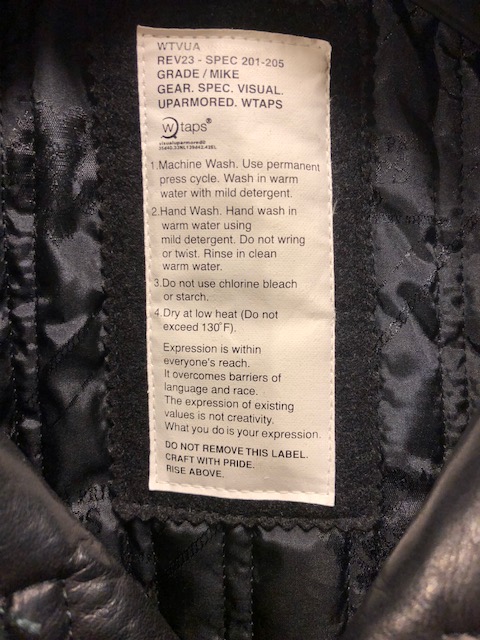 WTVUA
REV23 - SPEC 201-205
GRADE / MIKE
GEAR. SPEC. VISUAL.
UPARMORED. WTAPS
Wtaps®
visualuparmored®
1.Machine Wash. Use permanent
press cycle. Wash in warm
water with mild detergent.
2.Hand Wash. Hand wash in
warm water using
mild detergent. Do not wring
or twist. Rinse in clean
warm water.
3.Do not use chlorine bleach
or starch.
4.Dry at low heat (Do not
exceed 130°F).
Expression is within
everyone's reach.
It overcomes barriers of
language and race.
The expression of existing
values is not creativity.
What you do is your expression.
DO NOT REMOVE THIS LABEL.
CRAFT WITH PRIDE.
RISE ABOVE.